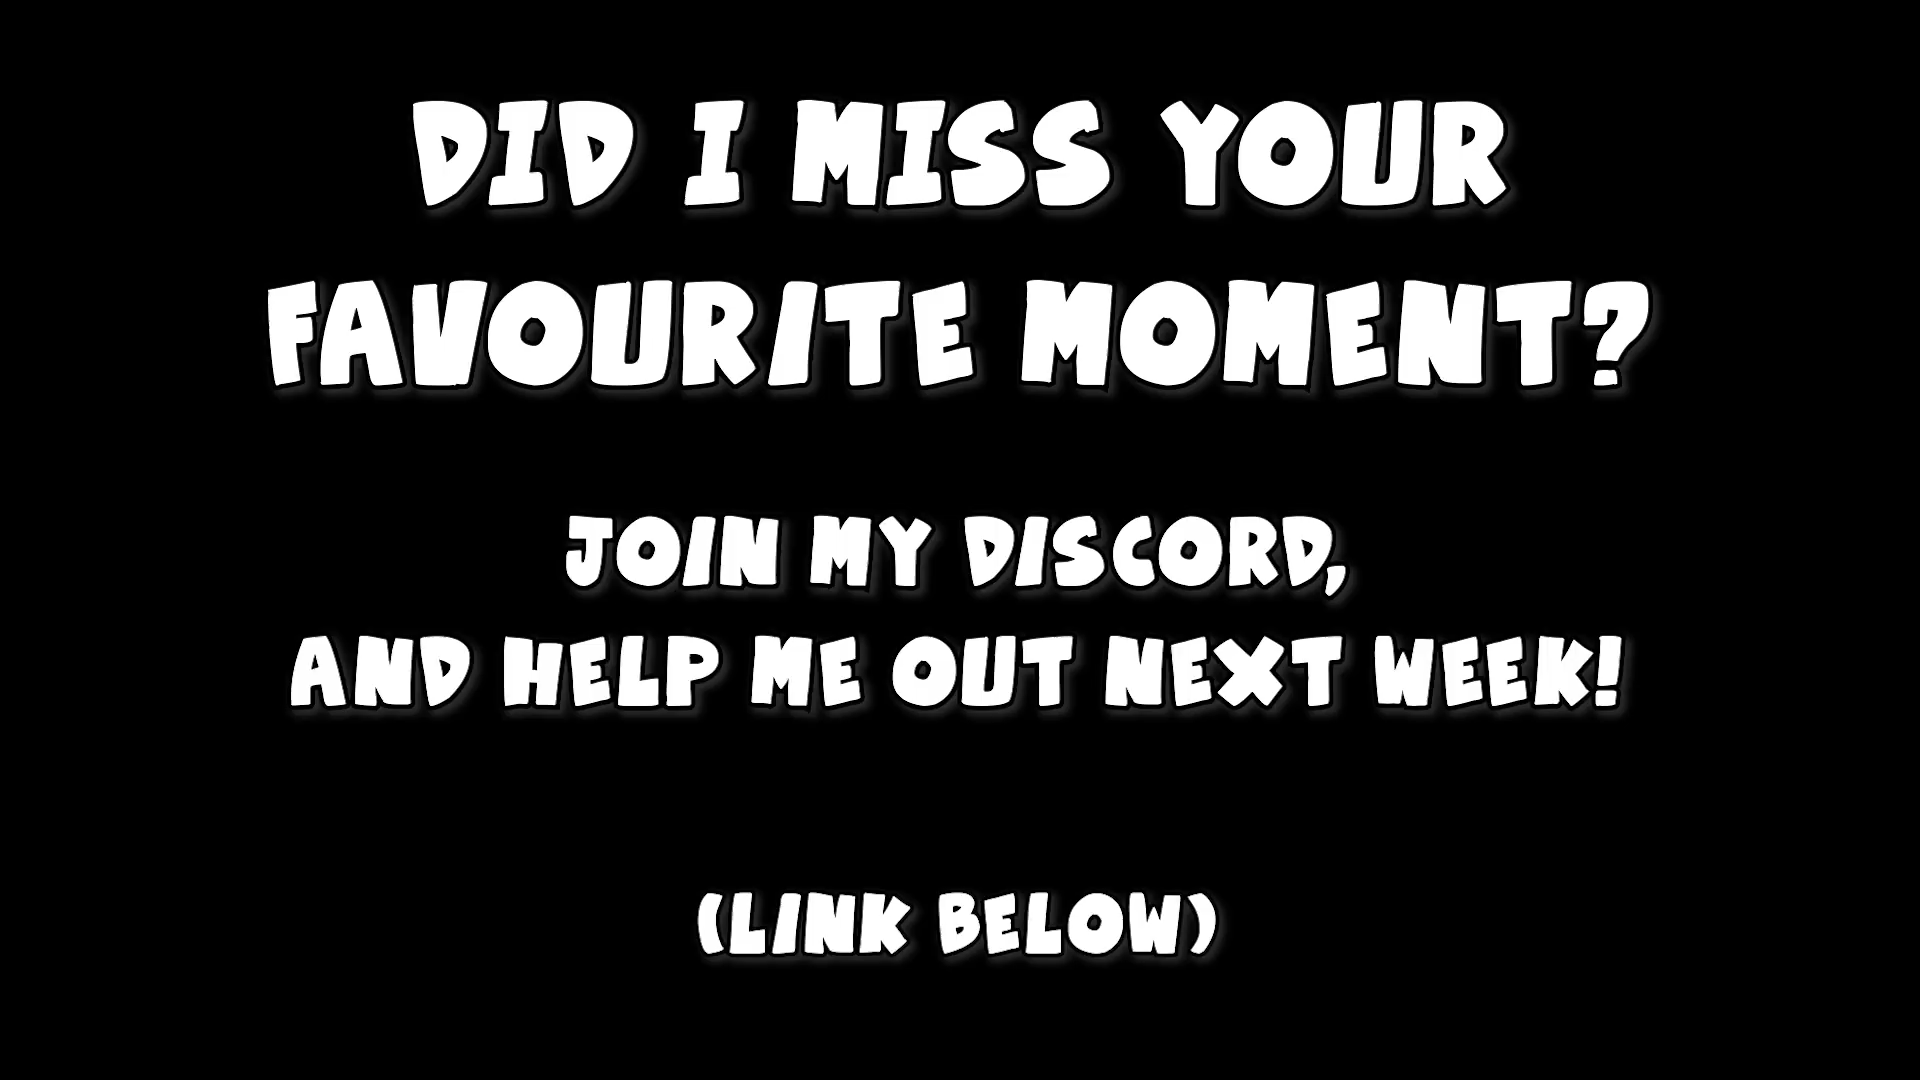 DID I MISS YOUR
FAVOURITE MOMENT?
JOIN MY DISCORD,
AND HELP ME OUT NEXT WEEK!
(LINK BELOW)